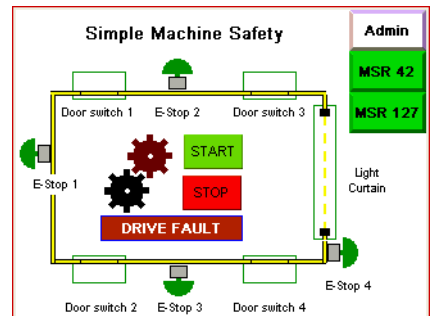 Simple Machine Safety
Admin
MSR 42
MSR 127
Door switch 1
E-Stop 2
Door switch 3
START
Light
Curtain
E-Stop 1
STOP
DRIVE FAULT
E-Stop 4
Door switch 2
E-Stop 3
Door switch 4